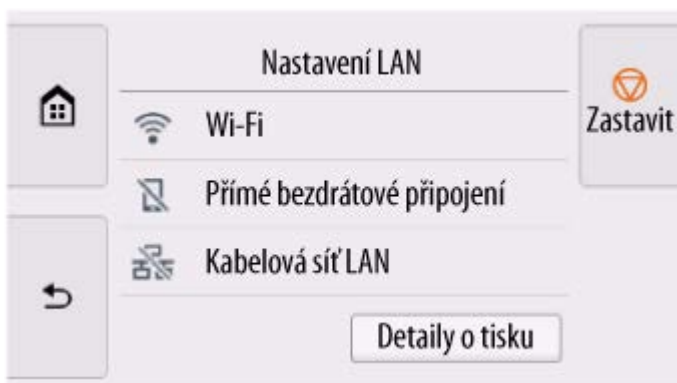 Nastavení LAN
Wi-Fi
Zastavit
Přímé bezdrátové připojení
Kabelová síť LAN
Detaily o tisku